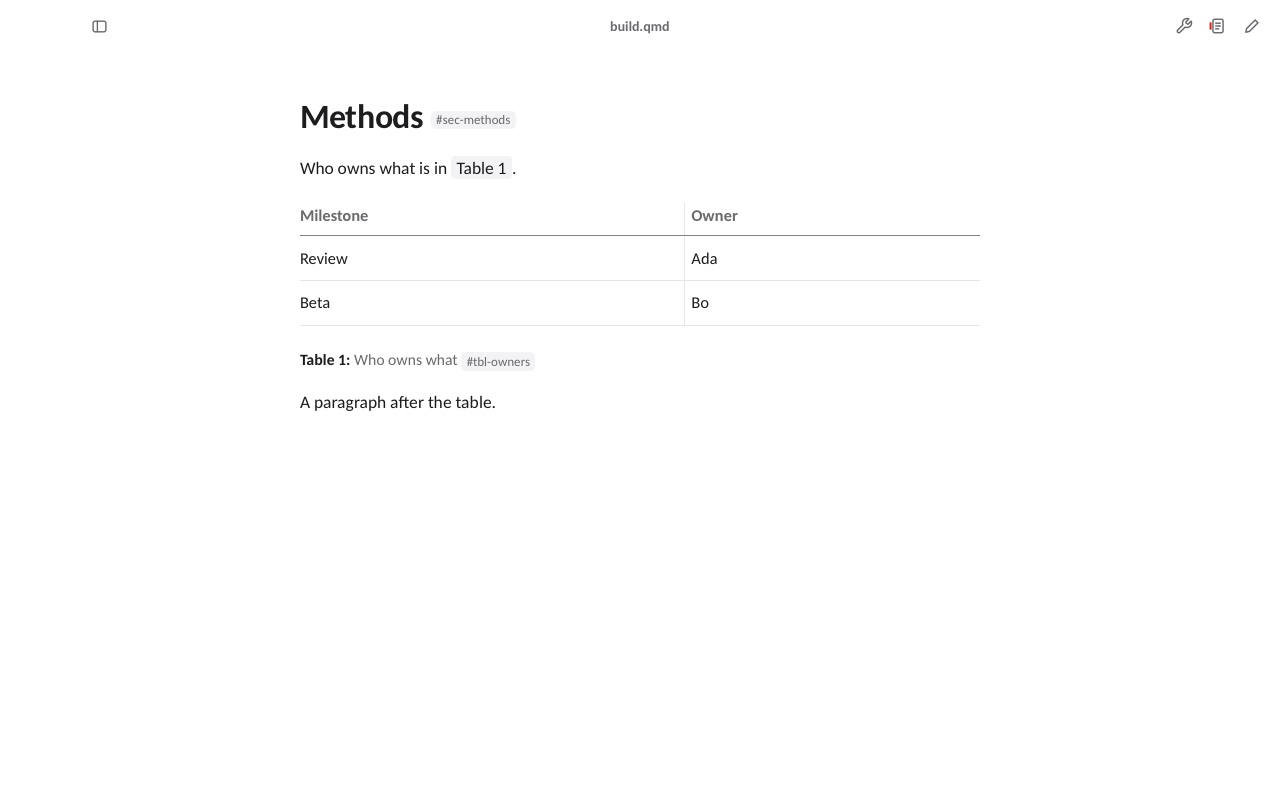 build.qmd
Methods #sec-methods
Who owns what is in Table 1.
Milestone Owner
Review Ada
Beta Bo
Table 1: Who owns what #tbl-owners
A paragraph after the table.